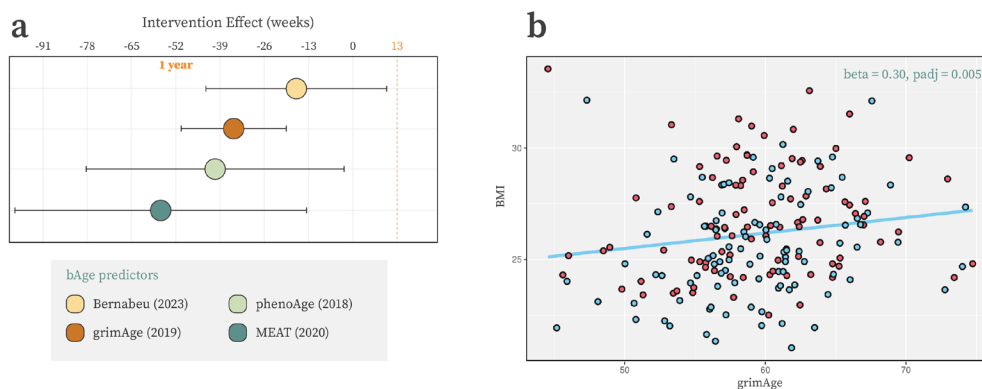 a
Intervention Effect (weeks)
-91 -78 -65 -52 -39 -26 -13 0 13
1 year
bAge predictors
Bernabeu (2023) phenoAge (2018)
grimAge (2019) MEAT (2020)
b
beta = 0.30, padj = 0.005
BMI
30
25
50 60 70
grimAge